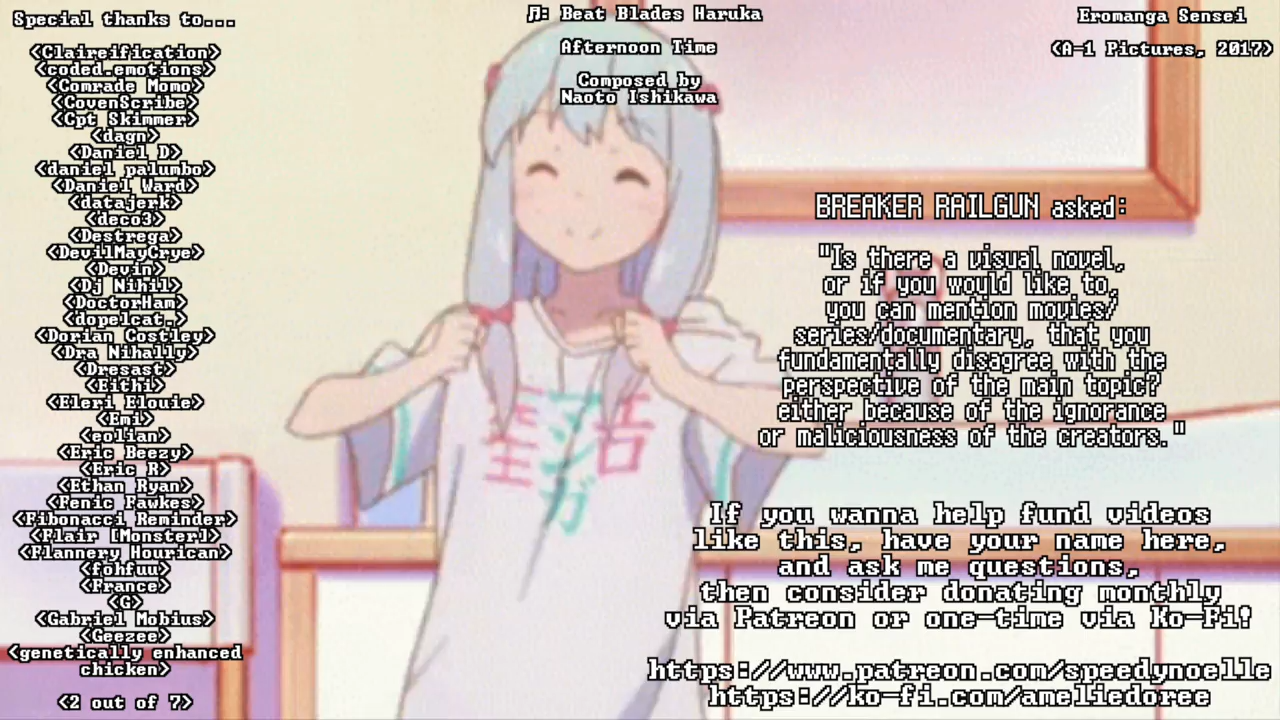 Special thanks to...
<Claireification>
<coded.emotions>
<Comrade Momo>
<CovenScribe>
<Cpt Skimmer>
<dagn>
<Daniel D>
<daniel palumbo>
<Daniel Ward>
<datajerk>
<deco3>
<Destrega>
<DevilMayCrye>
<Devin>
<Dj Nihil>
<DoctorHam>
<dopelcat.>
<Dorian Costley>
<Dra Nihally>
<Dresast>
<Eithi>
<Eleri Elouie>
<Emi>
<eolian>
<Eric Beezy>
<Eric R>
<Ethan Ryan>
<Fenic Fawkes>
<Fibonacci Reminder>
<Flair [Monster]>
<Flannery Hourican>
<fohfuu>
<France>
<G>
<Gabriel Mobius>
<Geezee>
<genetically enhanced
chicken>
<2 out of 7>
♬: Beat Blades Haruka
Afternoon Time
Composed by
Naoto Ishikawa
Eromanga Sensei
(A-1 Pictures, 2017)
マンガ
BREAKER RAILGUN asked:
"Is there a visual novel,
or if you would like to,
you can mention movies/
series/documentary, that you
fundamentally disagree with the
perspective of the main topic?
either because of the ignorance
or maliciousness of the creators."
If you wanna help fund videos
like this, have your name here,
and ask me questions,
then consider donating monthly
via Patreon or one-time via Ko-Fi!
https://www.patreon.com/speedynoelle
https://ko-fi.com/ameliedoree